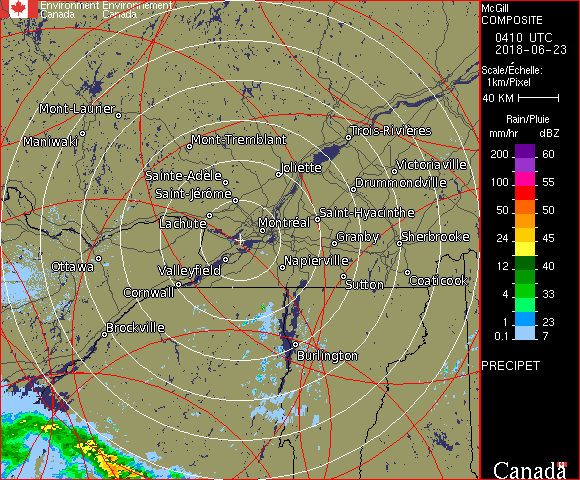 Environment Environnement
Canada Canada
McGill
COMPOSITE
0410 UTC
2018-06-23
Scale/Échelle:
1km/Pixel
40 KM
Rain/Pluie
mm/hr dBZ
200 60
100 55
50 50
24 45
12 40
4 33
1 23
0.1 7
PRECIPET
Mont-Laurier
Maniwaki
Mont-Tremblant
Trois-Rivières
Sainte-Adèle
Joliette
Victoriaville
Saint-Jérôme
Drummondville
Lachute
Montréal
Saint-Hyacinthe
Granby
Sherbrooke
Ottawa
Valleyfield
Napierville
Cornwall
Sutton
Coaticook
Brockville
Burlington
Canada